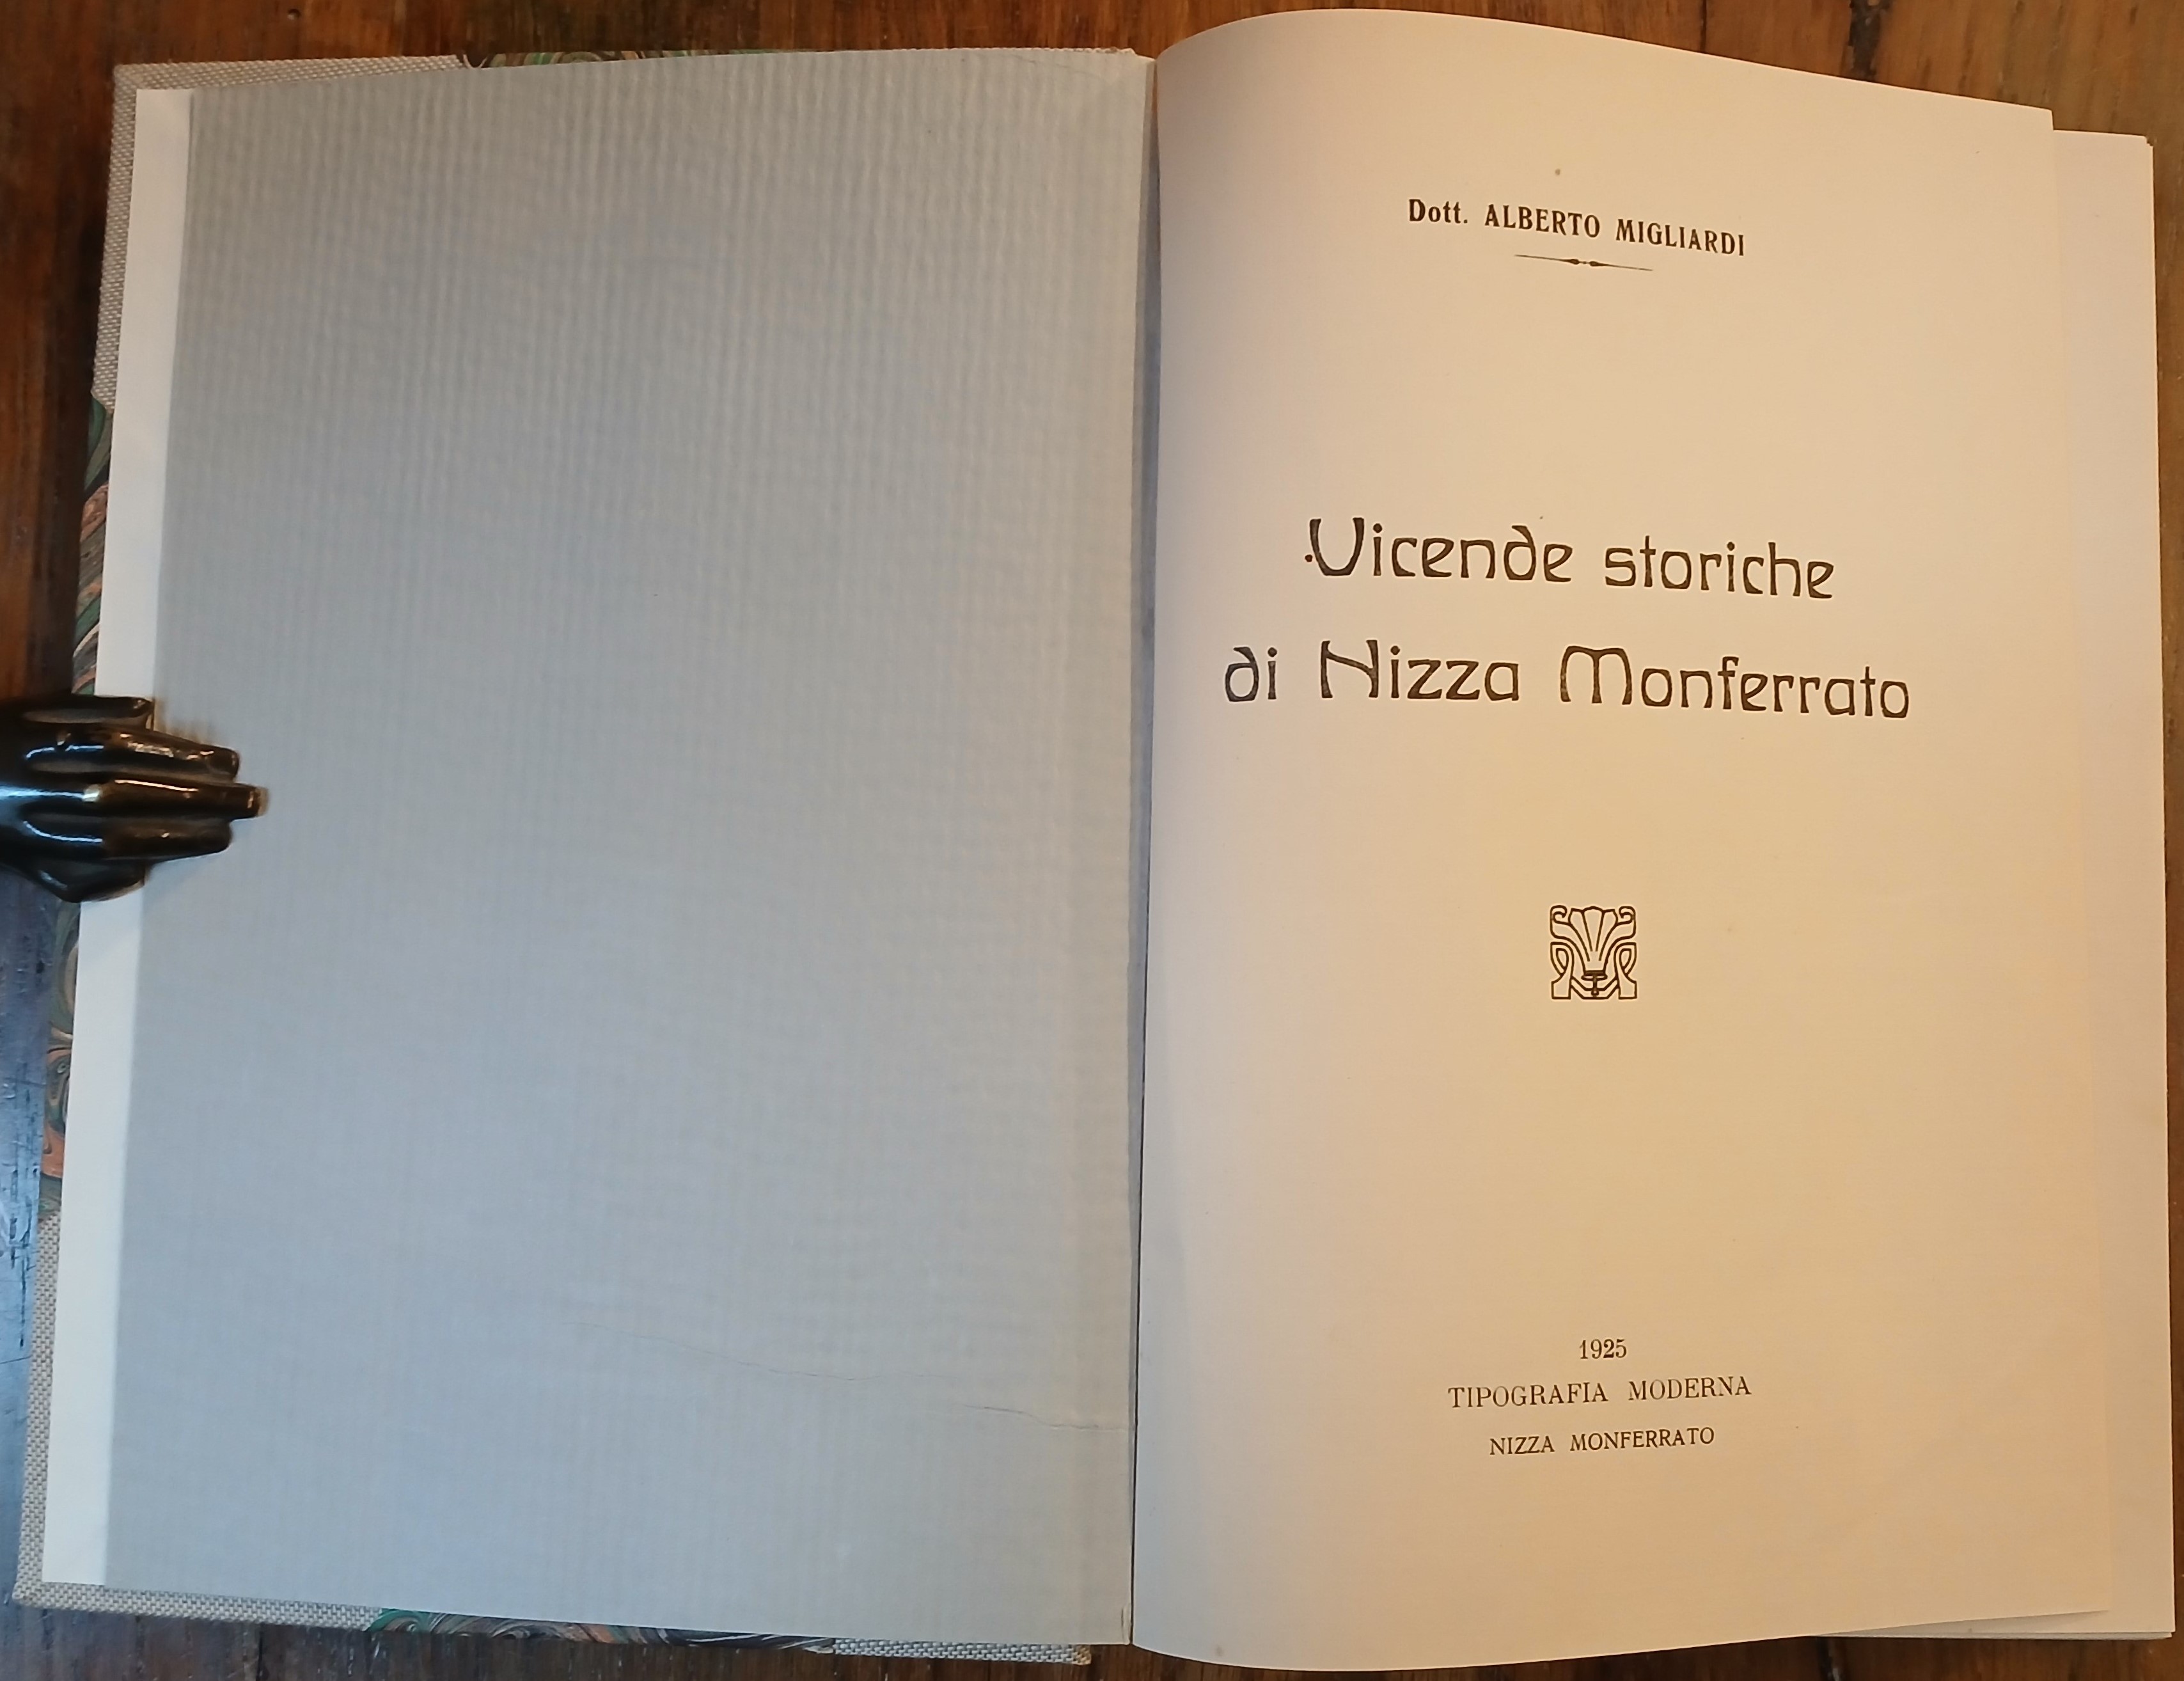 Dott. ALBERTO MIGLIARDI
Vicende storiche
di Nizza Monferrato
1925
TIPOGRAFIA MODERNA
NIZZA MONFERRATO